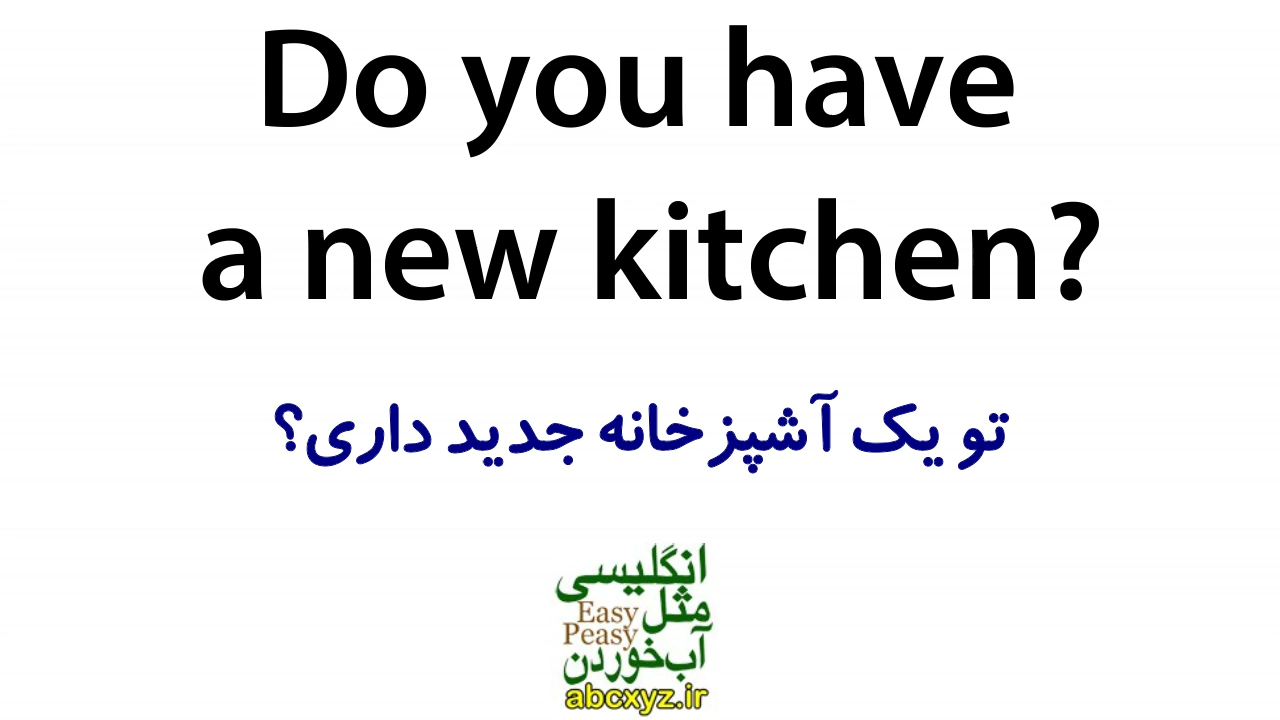 Do you have
a new kitchen?
تو یک آشپزخانه جدید داری؟
انگلیسی
مثل
Easy
Peasy
آب‌خوردن
abcxyz.ir